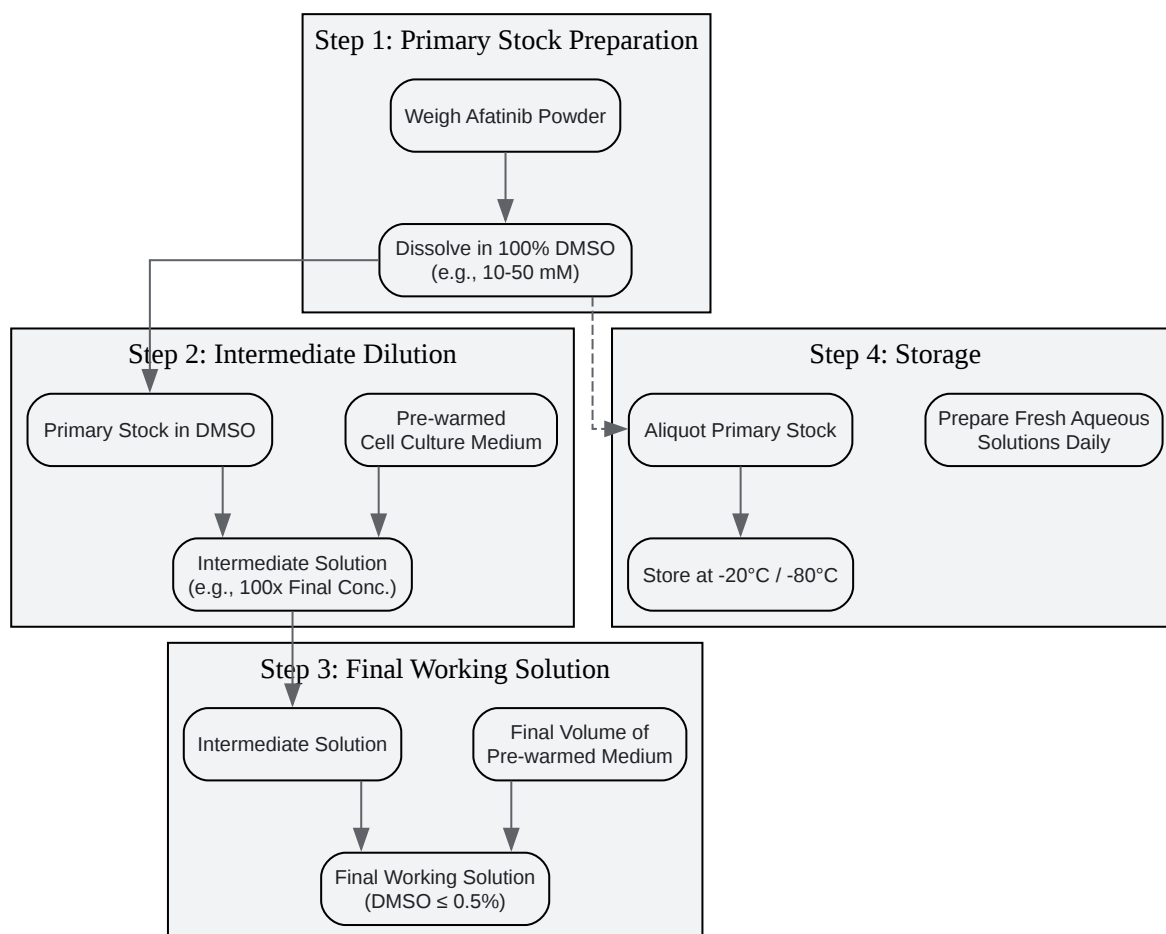 Step 1: Primary Stock Preparation
Weigh Afatinib Powder
Dissolve in 100% DMSO
(e.g., 10-50 mM)
Step 2: Intermediate Dilution
Primary Stock in DMSO
Pre-warmed
Cell Culture Medium
Intermediate Solution
(e.g., 100x Final Conc.)
Step 4: Storage
Aliquot Primary Stock
Prepare Fresh Aqueous
Solutions Daily
Store at -20°C / -80°C
Step 3: Final Working Solution
Intermediate Solution
Final Volume of
Pre-warmed Medium
Final Working Solution
(DMSO ≤ 0.5%)